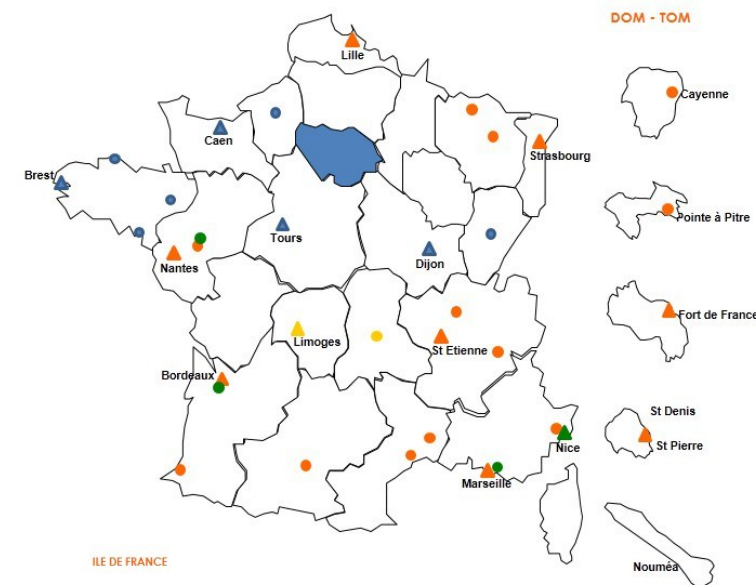 DOM - TOM
Lille
Cayenne
Caen
Strasbourg
Brest
Pointe à Pitre
Tours
Nantes
Dijon
Fort de France
Limoges
St Etienne
Bordeaux
St Denis
St Pierre
Nice
Marseille
ILE DE FRANCE
Nouméa